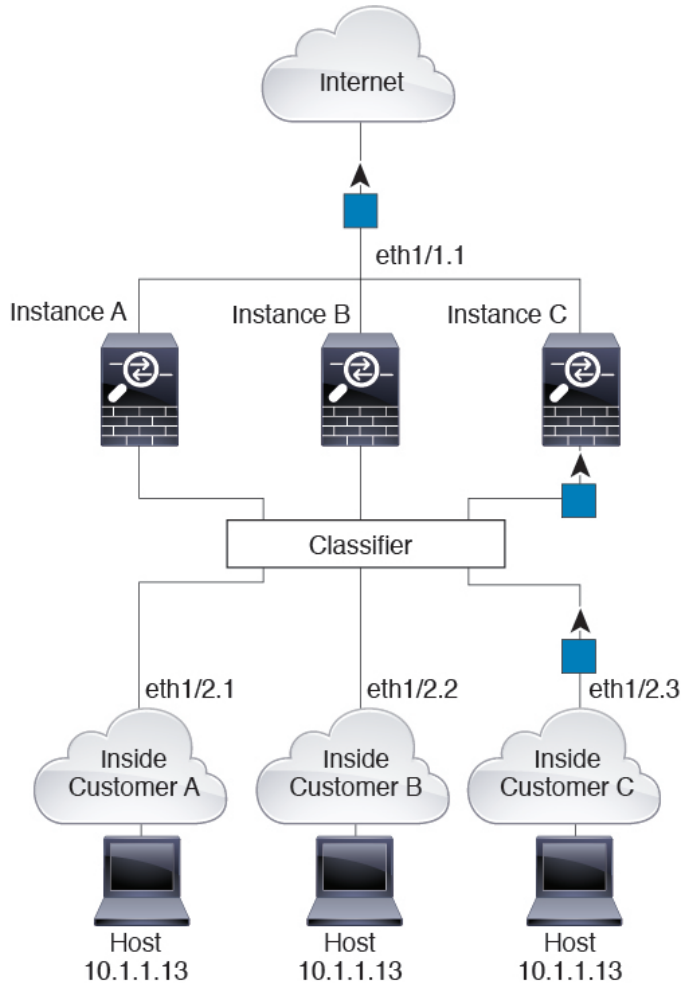 Internet
eth1/1.1
Instance A
Instance B
Instance C
Classifier
eth1/2.1
eth1/2.2
eth1/2.3
Inside
Customer A
Inside
Customer B
Inside
Customer C
Host
10.1.1.13
Host
10.1.1.13
Host
10.1.1.13